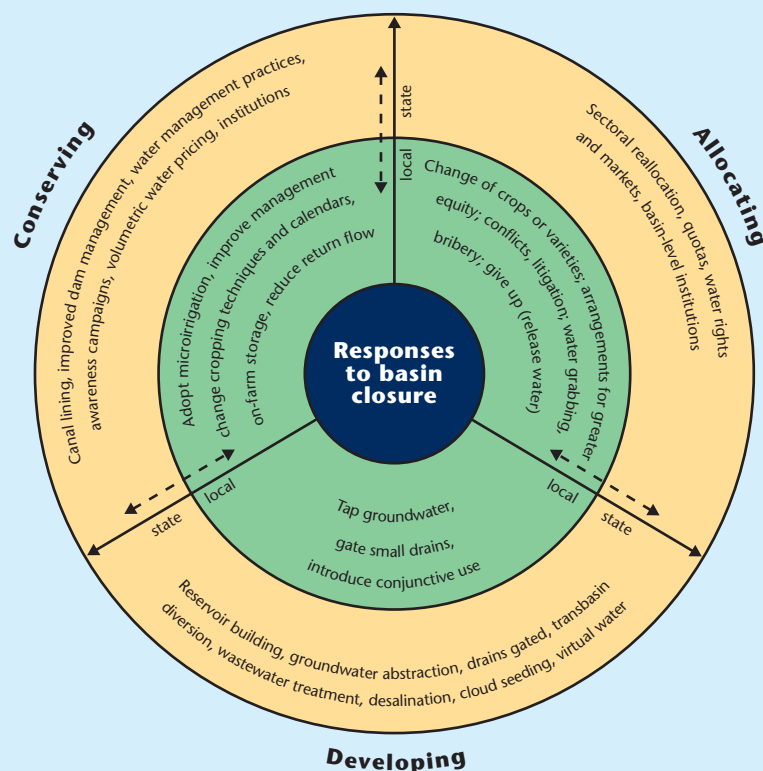 Conserving
Canal lining, improved dam management, water management practices,
awareness campaigns, volumetric water pricing, institutions
Adopt microirrigation, improve management
change cropping techniques and calendars,
on-farm storage, reduce return flow
state
local
Allocating
Sectoral reallocation, quotas, water rights
and markets, basin-level institutions
Change of crops or varieties; arrangements for greater
equity; conflicts, litigation; water grabbing,
bribery; give up (release water)
Responses
to basin
closure
local
state
local
state
Tap groundwater,
gate small drains,
introduce conjunctive use
Reservoir building, groundwater abstraction, drains gated, transbasin
diversion, wastewater treatment, desalination, cloud seeding, virtual water
Developing